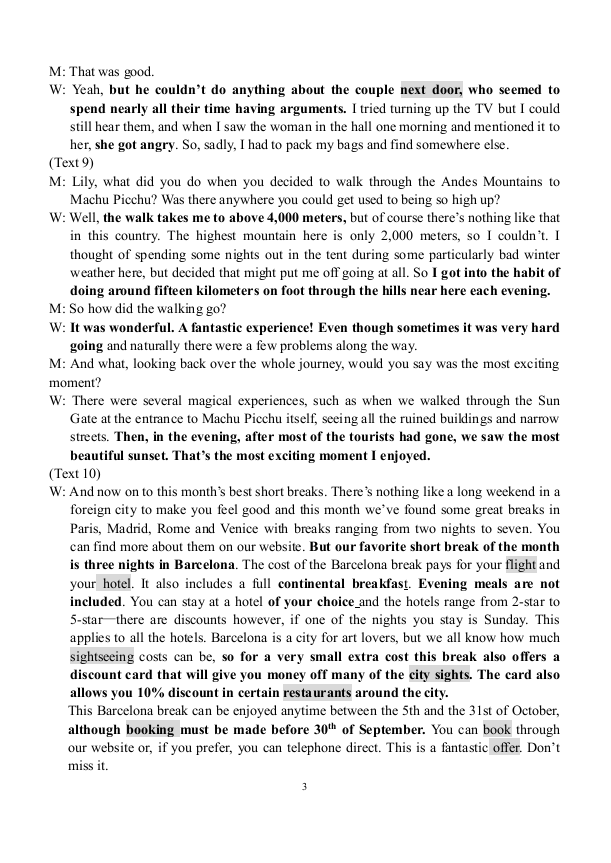 M: That was good.
W: Yeah, but he couldn't do anything about the couple next door, who seemed to
spend nearly all their time having arguments. I tried turning up the TV but I could
still hear them, and when I saw the woman in the hall one morning and mentioned it to
her, she got angry. So, sadly, I had to pack my bags and find somewhere else.
(Text 9)
M: Lily, what did you do when you decided to walk through the Andes Mountains to
Machu Picchu? Was there anywhere you could get used to being so high up?
W: Well, the walk takes me to above 4,000 meters, but of course there's nothing like that
in this country. The highest mountain here is only 2,000 meters, so I couldn't. I
thought of spending some nights out in the tent during some particularly bad winter
weather here, but decided that might put me off going at all. So I got into the habit of
doing around fifteen kilometers on foot through the hills near here each evening.
M: So how did the walking go?
W: It was wonderful. A fantastic experience! Even though sometimes it was very hard
going and naturally there were a few problems along the way.
M: And what, looking back over the whole journey, would you say was the most exciting
moment?
W: There were several magical experiences, such as when we walked through the Sun
Gate at the entrance to Machu Picchu itself, seeing all the ruined buildings and narrow
streets. Then, in the evening, after most of the tourists had gone, we saw the most
beautiful sunset. That's the most exciting moment I enjoyed.
(Text 10)
W: And now on to this month's best short breaks. There's nothing like a long weekend in a
foreign city to make you feel good and this month we've found some great breaks in
Paris, Madrid, Rome and Venice with breaks ranging from two nights to seven. You
can find more about them on our website. But our favorite short break of the month
is three nights in Barcelona. The cost of the Barcelona break pays for your flight and
your hotel. It also includes a full continental breakfast. Evening meals are not
included. You can stay at a hotel of your choice and the hotels range from 2-star to
5-star—there are discounts however, if one of the nights you stay is Sunday. This
applies to all the hotels. Barcelona is a city for art lovers, but we all know how much
sightseeing costs can be, so for a very small extra cost this break also offers a
discount card that will give you money off many of the city sights. The card also
allows you 10% discount in certain restaurants around the city.
This Barcelona break can be enjoyed anytime between the 5th and the 31st of October,
although booking must be made before 30th of September. You can book through
our website or, if you prefer, you can telephone direct. This is a fantastic offer. Don't
miss it.
3